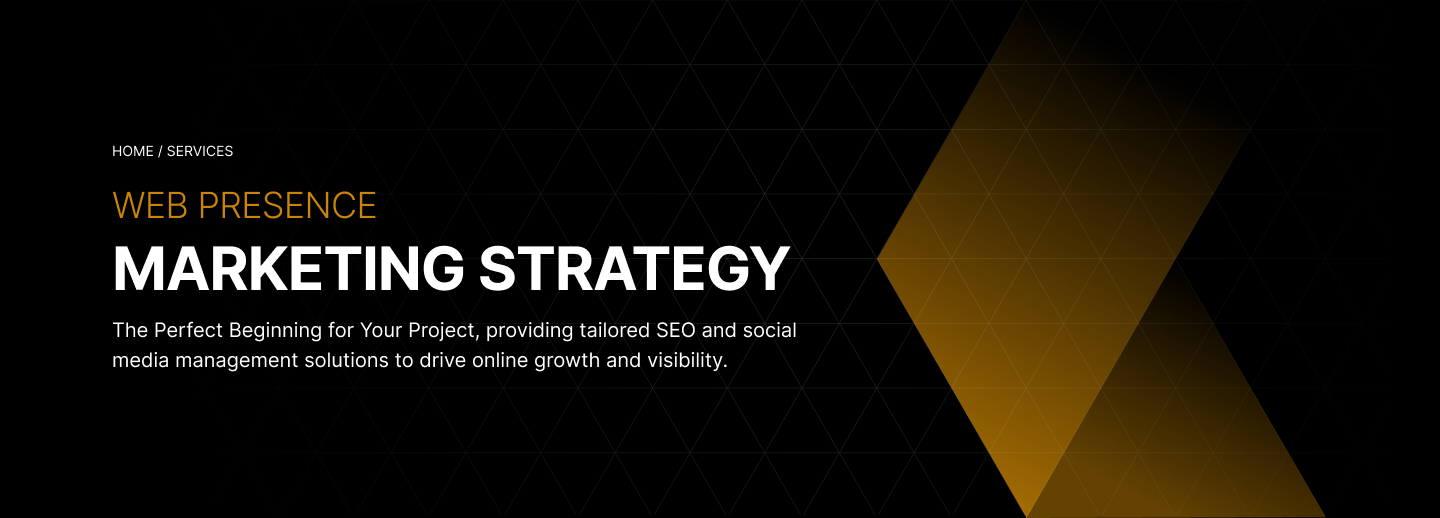 HOME / SERVICES
WEB PRESENCE
MARKETING STRATEGY
The Perfect Beginning for Your Project, providing tailored SEO and social
media management solutions to drive online growth and visibility.